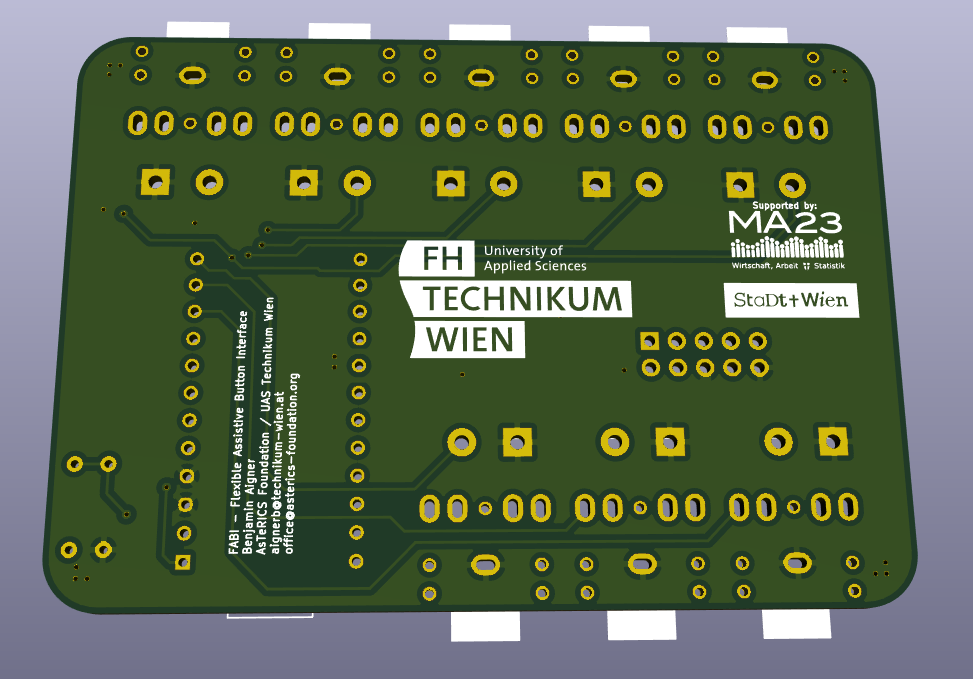 Supported by:
MA23
Wirtschaft, Arbeit Statistik
StaDt+Wien
FH
University of
Applied Sciences
TECHNIKUM
WIEN
FABI - Flexible Assistive Button Interface
Benjamin Aigner
AsTeRICS Foundation / UAS Technikum Wien
aignerb@technikum-wien.at
office@asterics-foundation.org